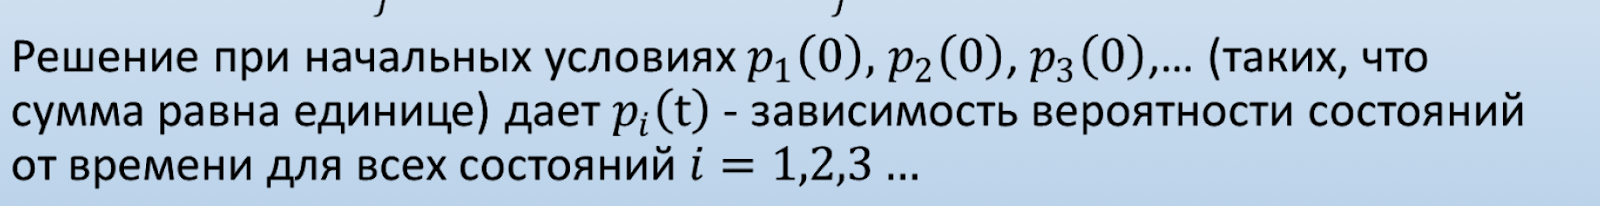 Решение при начальных условиях p₁(0), p₂(0), p₃(0),... (таких, что
сумма равна единице) дает pᵢ(t) - зависимость вероятности состояний
от времени для всех состояний i = 1,2,3 ...